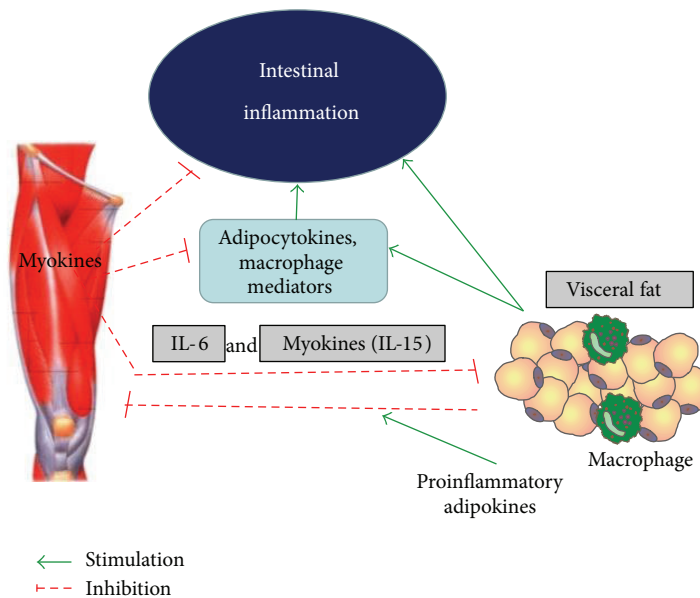 Intestinal
inflammation
Myokines
Adipocytokines,
macrophage
mediators
Visceral fat
IL-6 and Myokines (IL-15)
Macrophage
Proinflammatory
adipokines
Stimulation
Inhibition